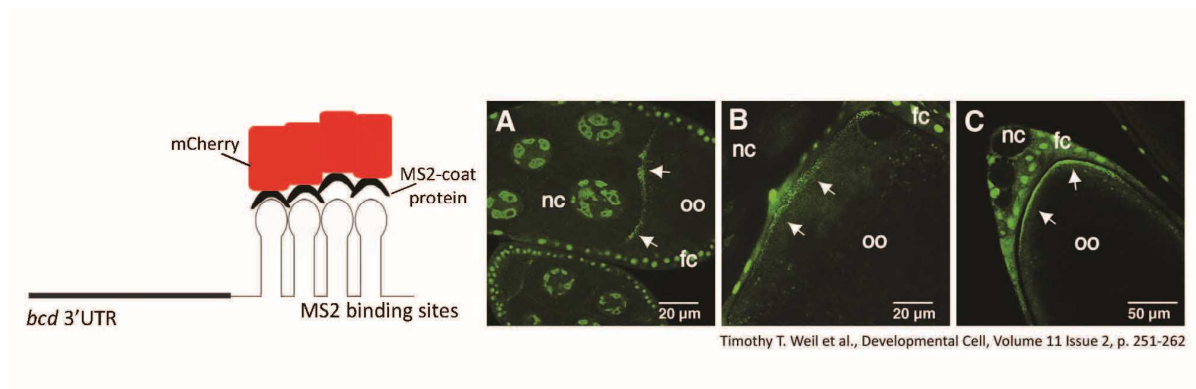 mCherry
MS2-coat
protein
MS2 binding sites
bcd 3'UTR
A
nc
oo
fc
20 µm
B
fc
nc
oo
20 µm
C
nc
fc
oo
50 µm
Timothy T. Weil et al., Developmental Cell, Volume 11 Issue 2, p. 251-262